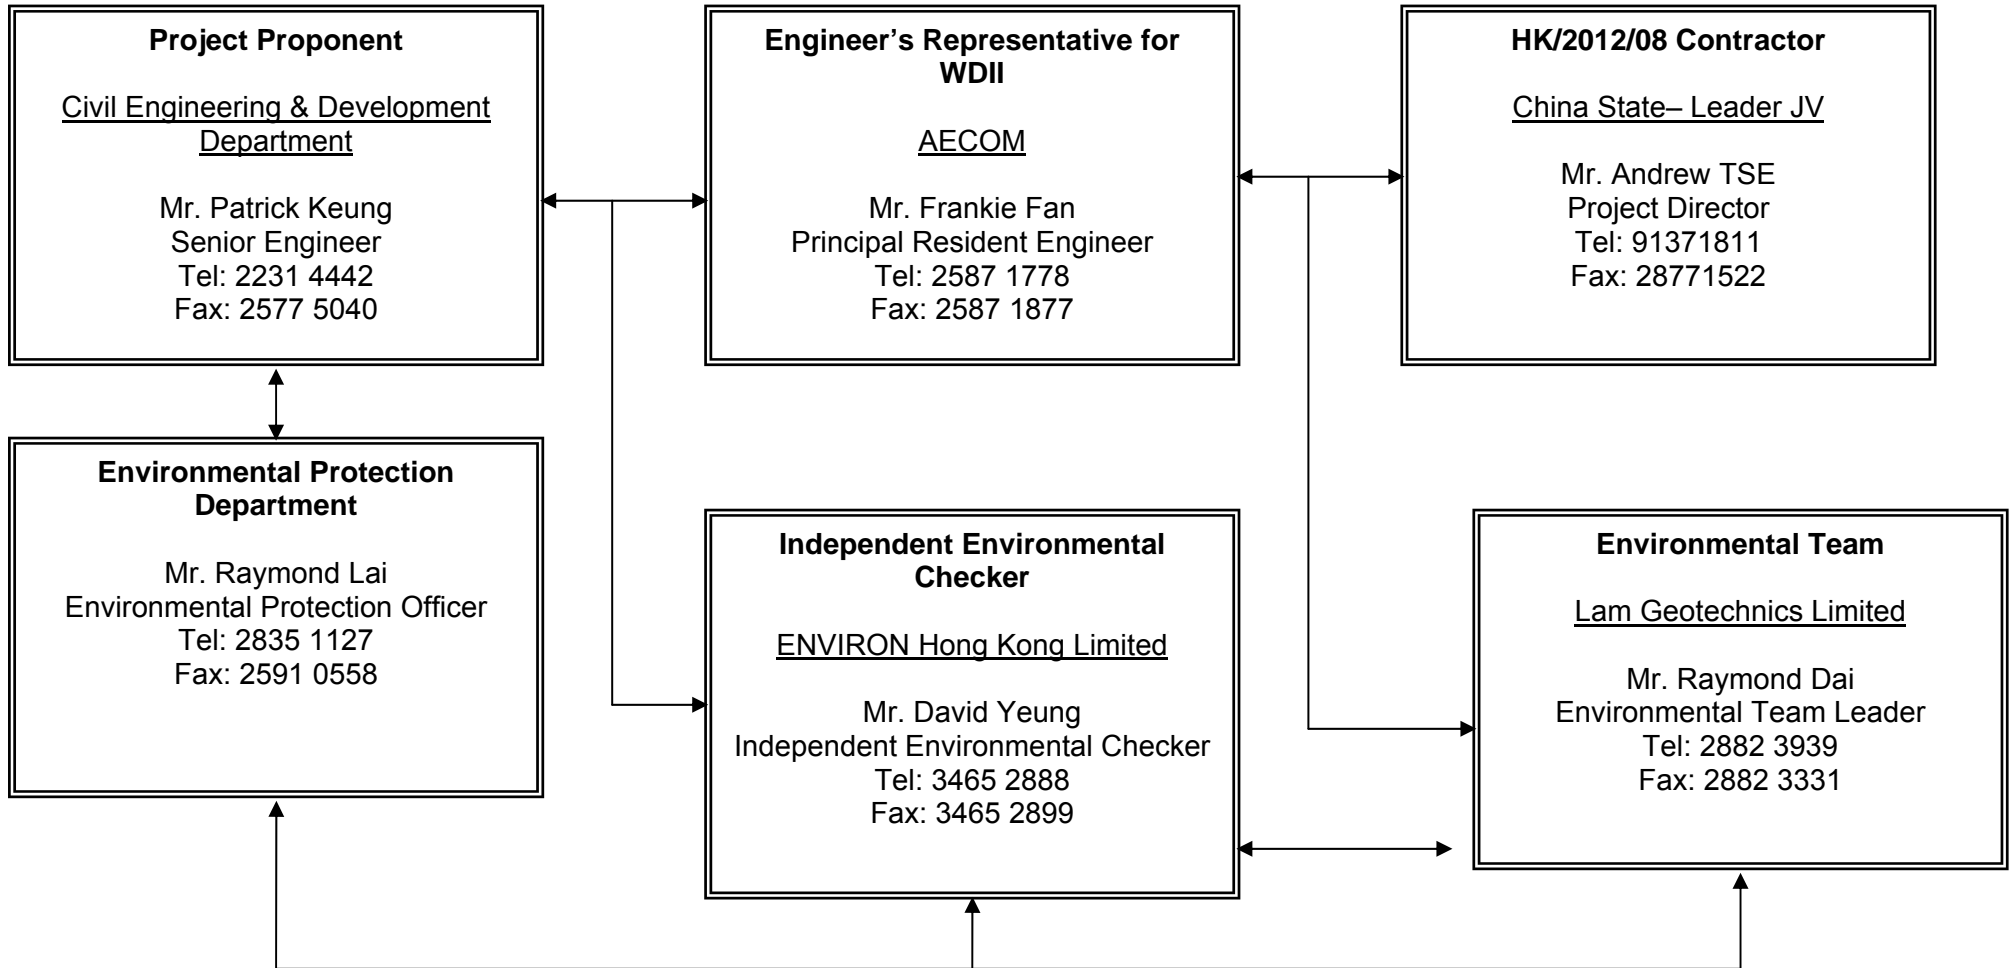 Project Proponent
Civil Engineering & Development
Department
Mr. Patrick Keung
Senior Engineer
Tel: 2231 4442
Fax: 2577 5040
Engineer’s Representative for
WDII
AECOM
Mr. Frankie Fan
Principal Resident Engineer
Tel: 2587 1778
Fax: 2587 1877
HK/2012/08 Contractor
China State– Leader JV
Mr. Andrew TSE
Project Director
Tel: 91371811
Fax: 28771522
Environmental Protection
Department
Mr. Raymond Lai
Environmental Protection Officer
Tel: 2835 1127
Fax: 2591 0558
Independent Environmental
Checker
ENVIRON Hong Kong Limited
Mr. David Yeung
Independent Environmental Checker
Tel: 3465 2888
Fax: 3465 2899
Environmental Team
Lam Geotechnics Limited
Mr. Raymond Dai
Environmental Team Leader
Tel: 2882 3939
Fax: 2882 3331